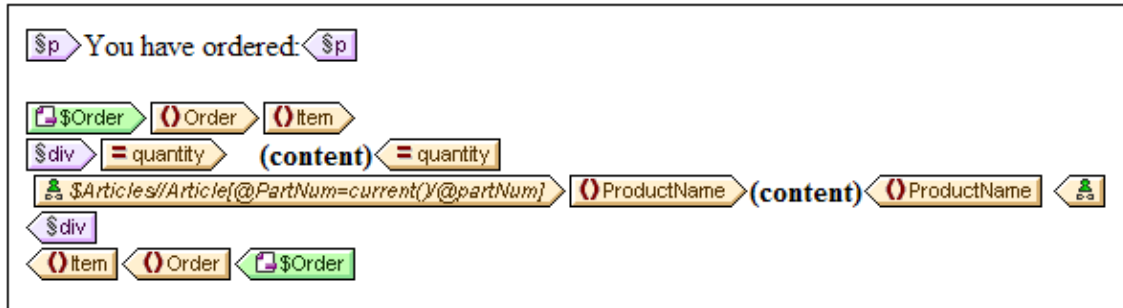 §p You have ordered: §p
$Order () Order () Item
§div = quantity (content) = quantity
$Articles//Article[@PartNum=current()/@partNum] () ProductName (content) () ProductName
§div
() Item () Order $Order